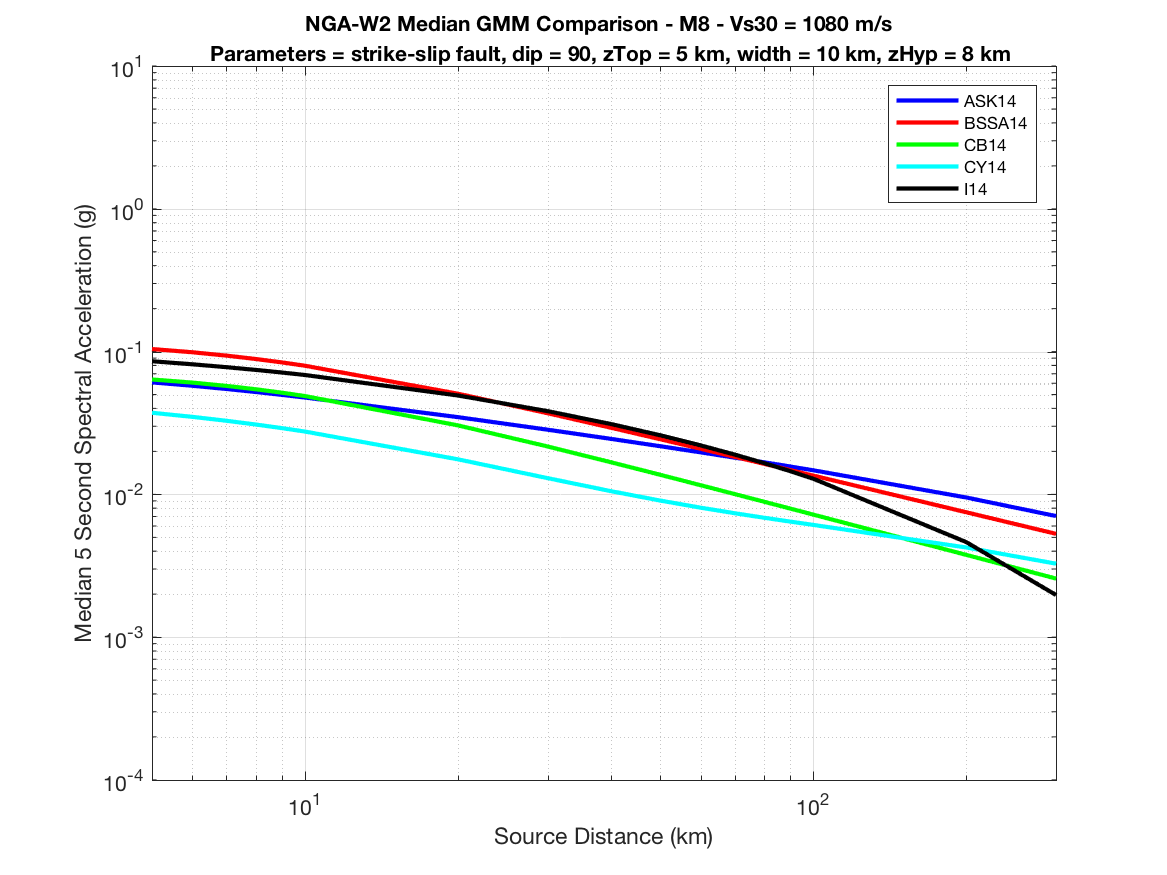 NGA-W2 Median GMM Comparison - M8 - Vs30 = 1080 m/s
Parameters = strike-slip fault, dip = 90, zTop = 5 km, width = 10 km, zHyp = 8 km
10^1
10^0
10^-1
10^-2
10^-3
10^-4
Median 5 Second Spectral Acceleration (g)
ASK14
BSSA14
CB14
CY14
I14
10^1
10^2
Source Distance (km)